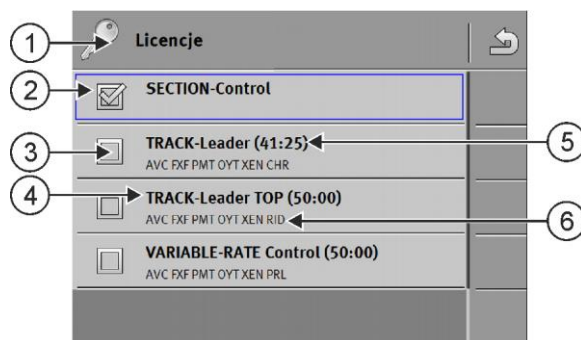 Licencje
SECTION-Control
TRACK-Leader (41:25)
AVC FXF PMT OYT XEN CHR
TRACK-Leader TOP (50:00)
AVC FXF PMT OYT XEN RID
VARIABLE-RATE Control (50:00)
AVC FXF PMT OYT XEN PRL
1
2
3
4
5
6